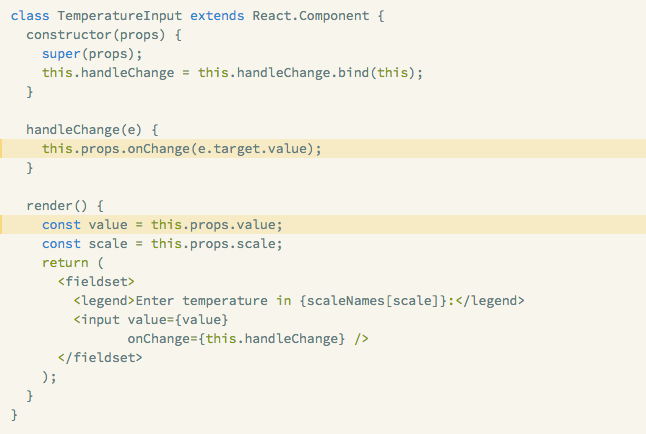 class TemperatureInput extends React.Component {
  constructor(props) {
    super(props);
    this.handleChange = this.handleChange.bind(this);
  }

  handleChange(e) {
    this.props.onChange(e.target.value);
  }

  render() {
    const value = this.props.value;
    const scale = this.props.scale;
    return (
      <fieldset>
        <legend>Enter temperature in {scaleNames[scale]}:</legend>
        <input value={value}
               onChange={this.handleChange} />
      </fieldset>
    );
  }
}